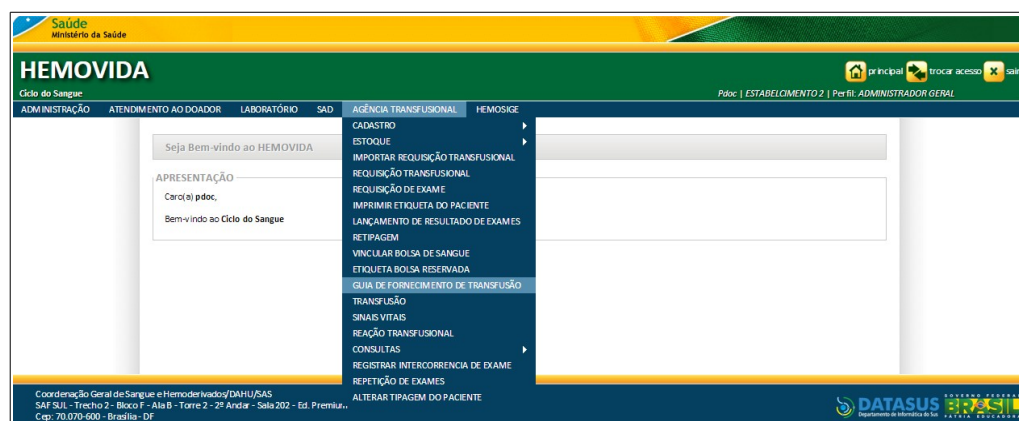 Saúde
Ministério da Saúde
HEMOVIDA
Ciclo do Sangue
principal trocar acesso sair
Pdoc | ESTABELCIMENTO 2 | Perfil: ADMINISTRADOR GERAL
ADMINISTRAÇÃO ATENDIMENTO AO DOADOR LABORATÓRIO SAD AGÊNCIA TRANSFUSIONAL HEMOSIGE
CADASTRO
ESTOQUE
IMPORTAR REQUISIÇÃO TRANSFUSIONAL
REQUISIÇÃO TRANSFUSIONAL
REQUISIÇÃO DE EXAME
IMPRIMIR ETIQUETA DO PACIENTE
LANÇAMENTO DE RESULTADO DE EXAMES
RETIPAGEM
VINCULAR BOLSA DE SANGUE
ETIQUETA BOLSA RESERVADA
GUIA DE FORNECIMENTO DE TRANSFUSÃO
TRANSFUSÃO
SINAIS VITAIS
REAÇÃO TRANSFUSIONAL
CONSULTAS
REGISTRAR INTERCORRENCIA DE EXAME
REPETIÇÃO DE EXAMES
ALTERAR TIPAGEM DO PACIENTE
Seja Bem-vindo ao HEMOVIDA
APRESENTAÇÃO
Caro(a) pdoc,
Bem-vindo ao Ciclo do Sangue
Coordenação Geral de Sangue e Hemoderivados/DAHU/SAS
SAF SUL - Trecho 2 - Bloco F - Ala B - Torre 2 - 2º Andar - Sala 202 - Ed. Premium,
Cep: 70.070-600 - Brasília - DF
DATASUS
Departamento de Informática do Sus
GOVERNO FEDERAL
BRASIL
PÁTRIA EDUCADORA